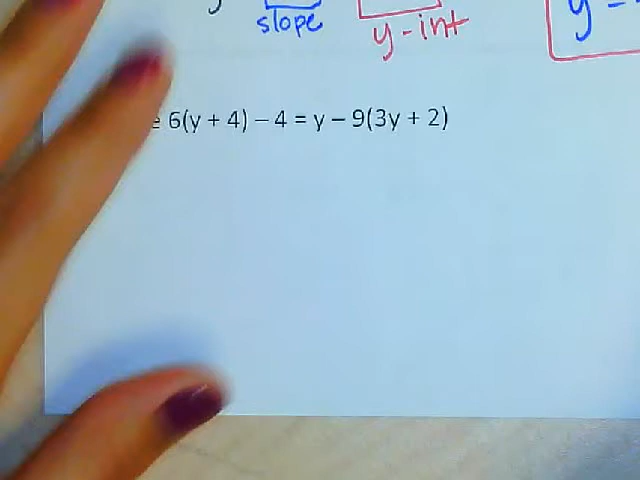 slope
y-int
6(y + 4) – 4 = y – 9(3y + 2)